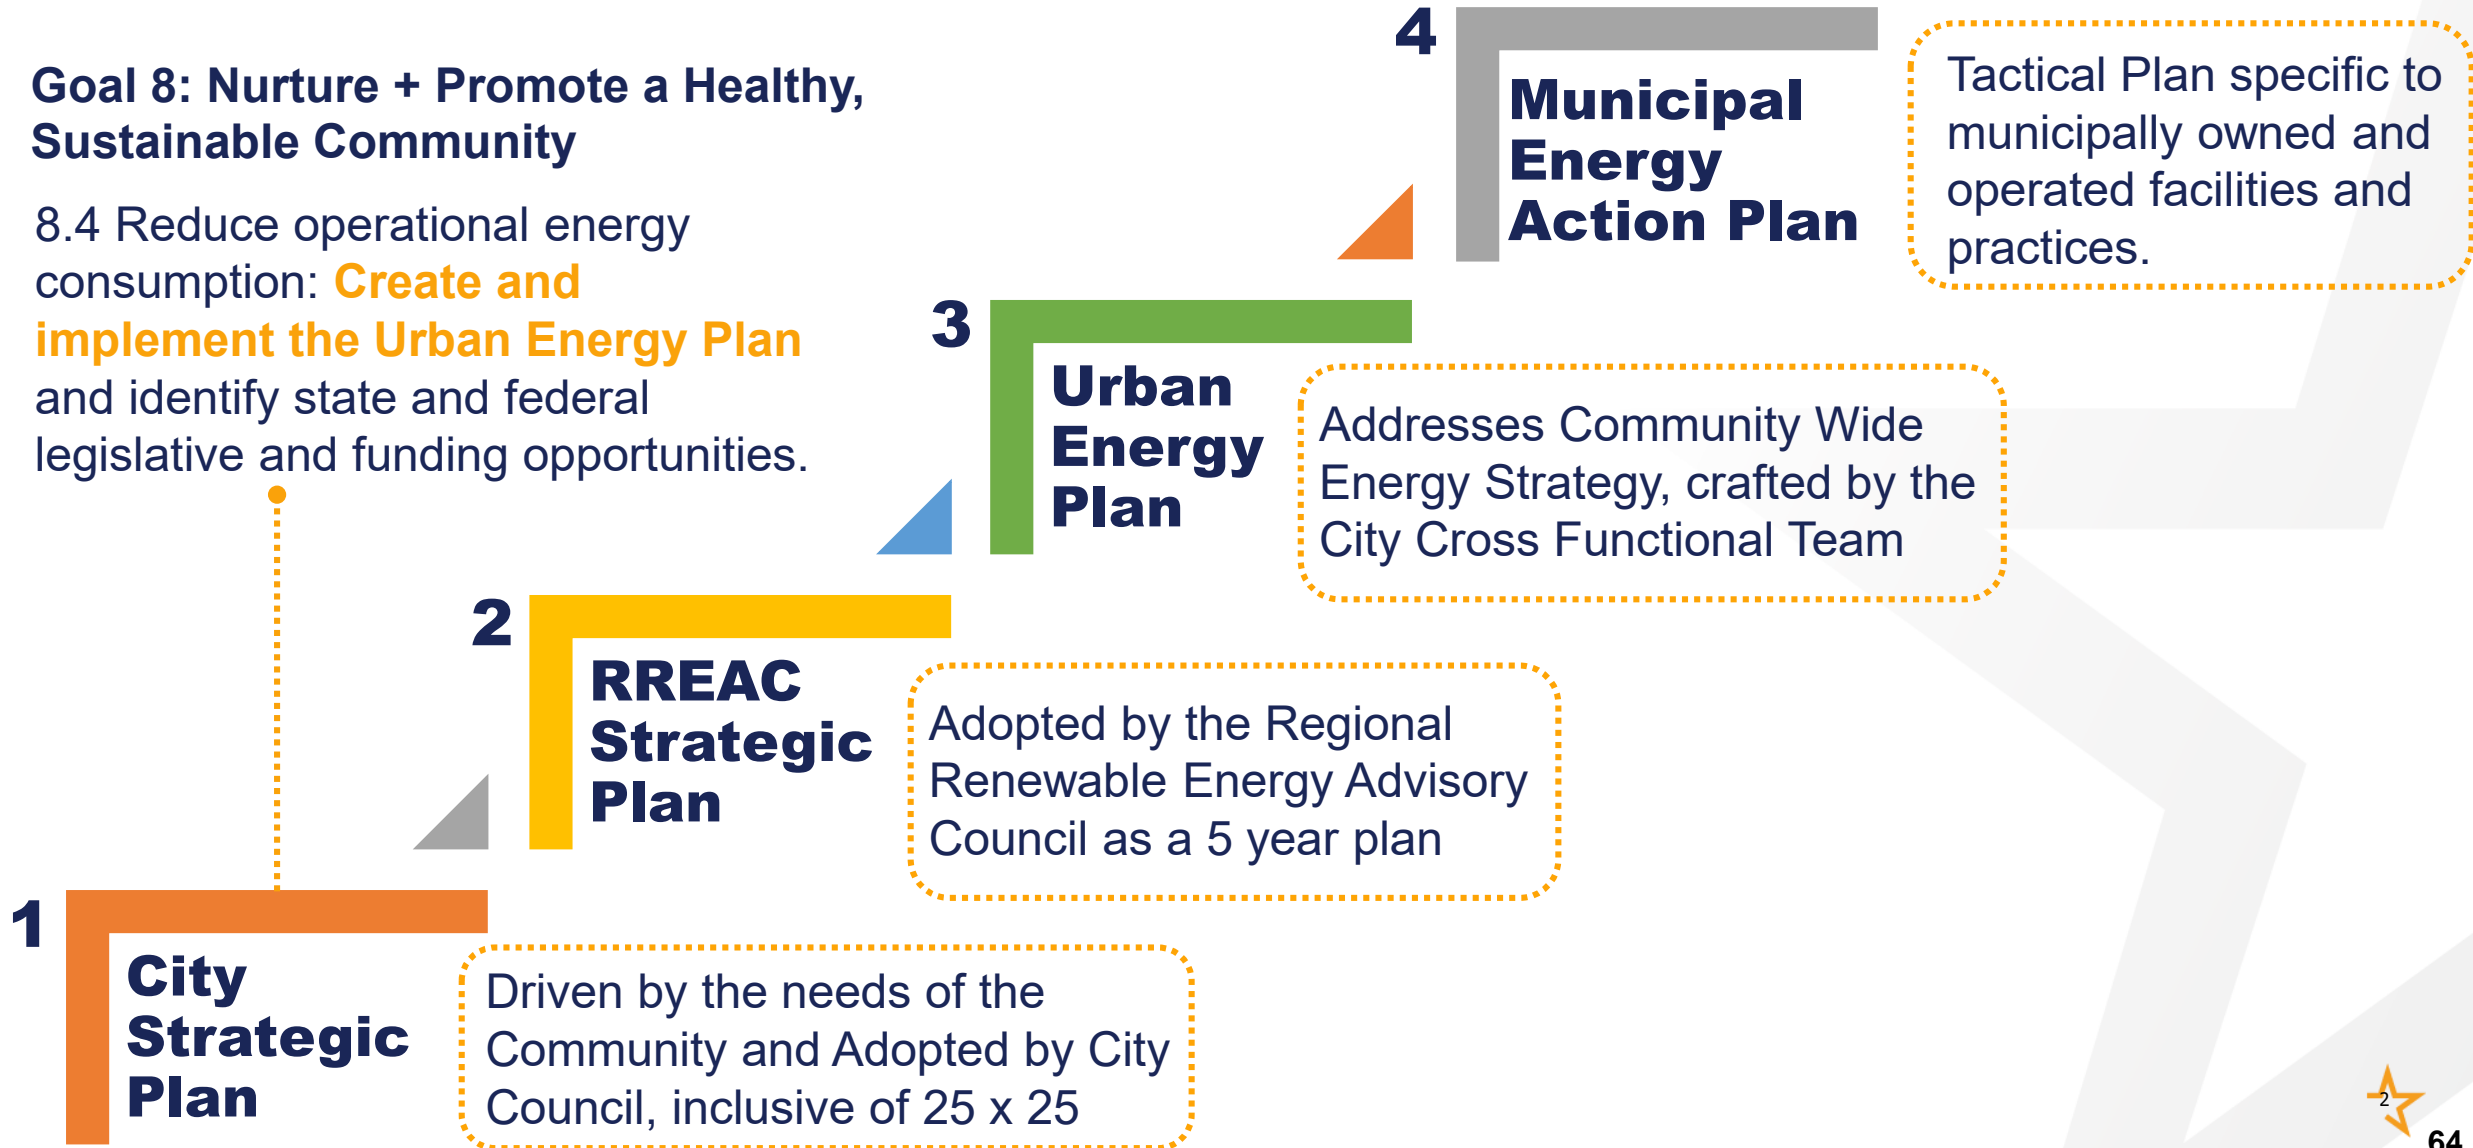 Goal 8: Nurture + Promote a Healthy,
Sustainable Community
8.4 Reduce operational energy
consumption: Create and
implement the Urban Energy Plan
and identify state and federal
legislative and funding opportunities.
4
Municipal
Energy
Action Plan
Tactical Plan specific to
municipally owned and
operated facilities and
practices.
3
Urban
Energy
Plan
Addresses Community Wide
Energy Strategy, crafted by the
City Cross Functional Team
2
RREAC
Strategic
Plan
Adopted by the Regional
Renewable Energy Advisory
Council as a 5 year plan
1
City
Strategic
Plan
Driven by the needs of the
Community and Adopted by City
Council, inclusive of 25 x 25
2
64